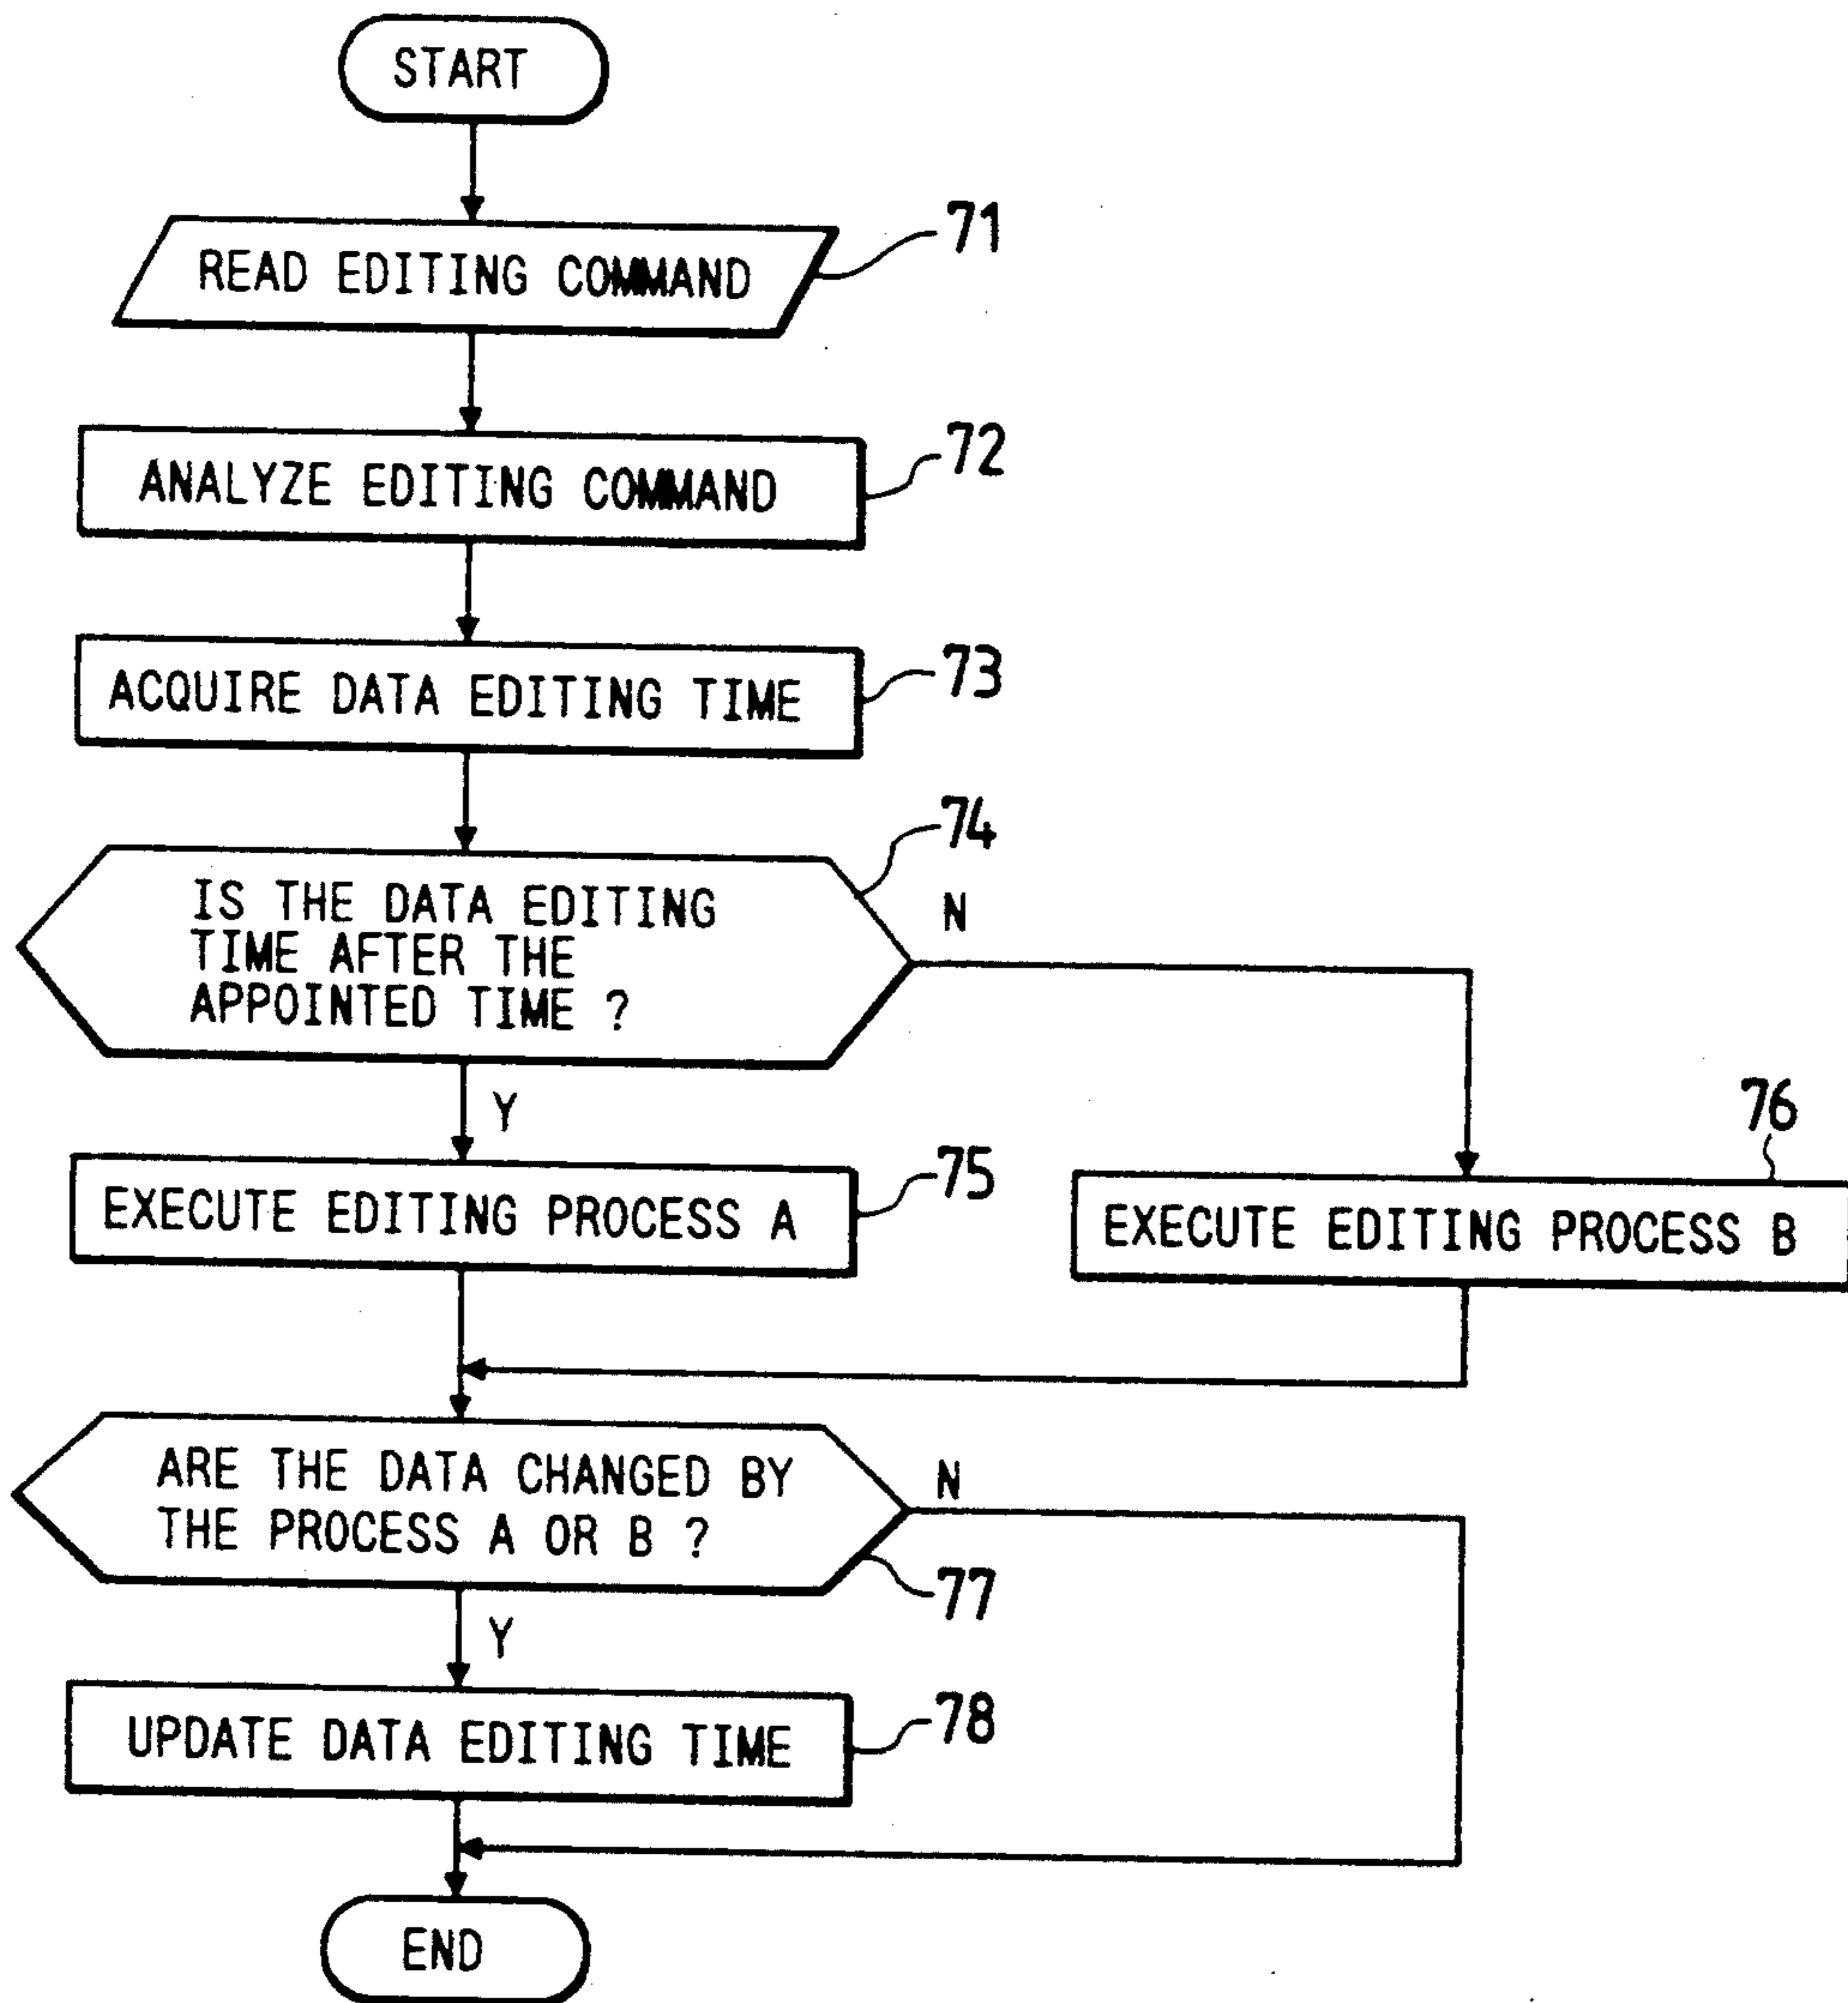 START
READ EDITING COMMAND
71
ANALYZE EDITING COMMAND
72
ACQUIRE DATA EDITING TIME
73
IS THE DATA EDITING
TIME AFTER THE
APPOINTED TIME ?
74
N
Y
EXECUTE EDITING PROCESS A
75
76
EXECUTE EDITING PROCESS B
ARE THE DATA CHANGED BY
THE PROCESS A OR B ?
N
77
Y
UPDATE DATA EDITING TIME
78
END